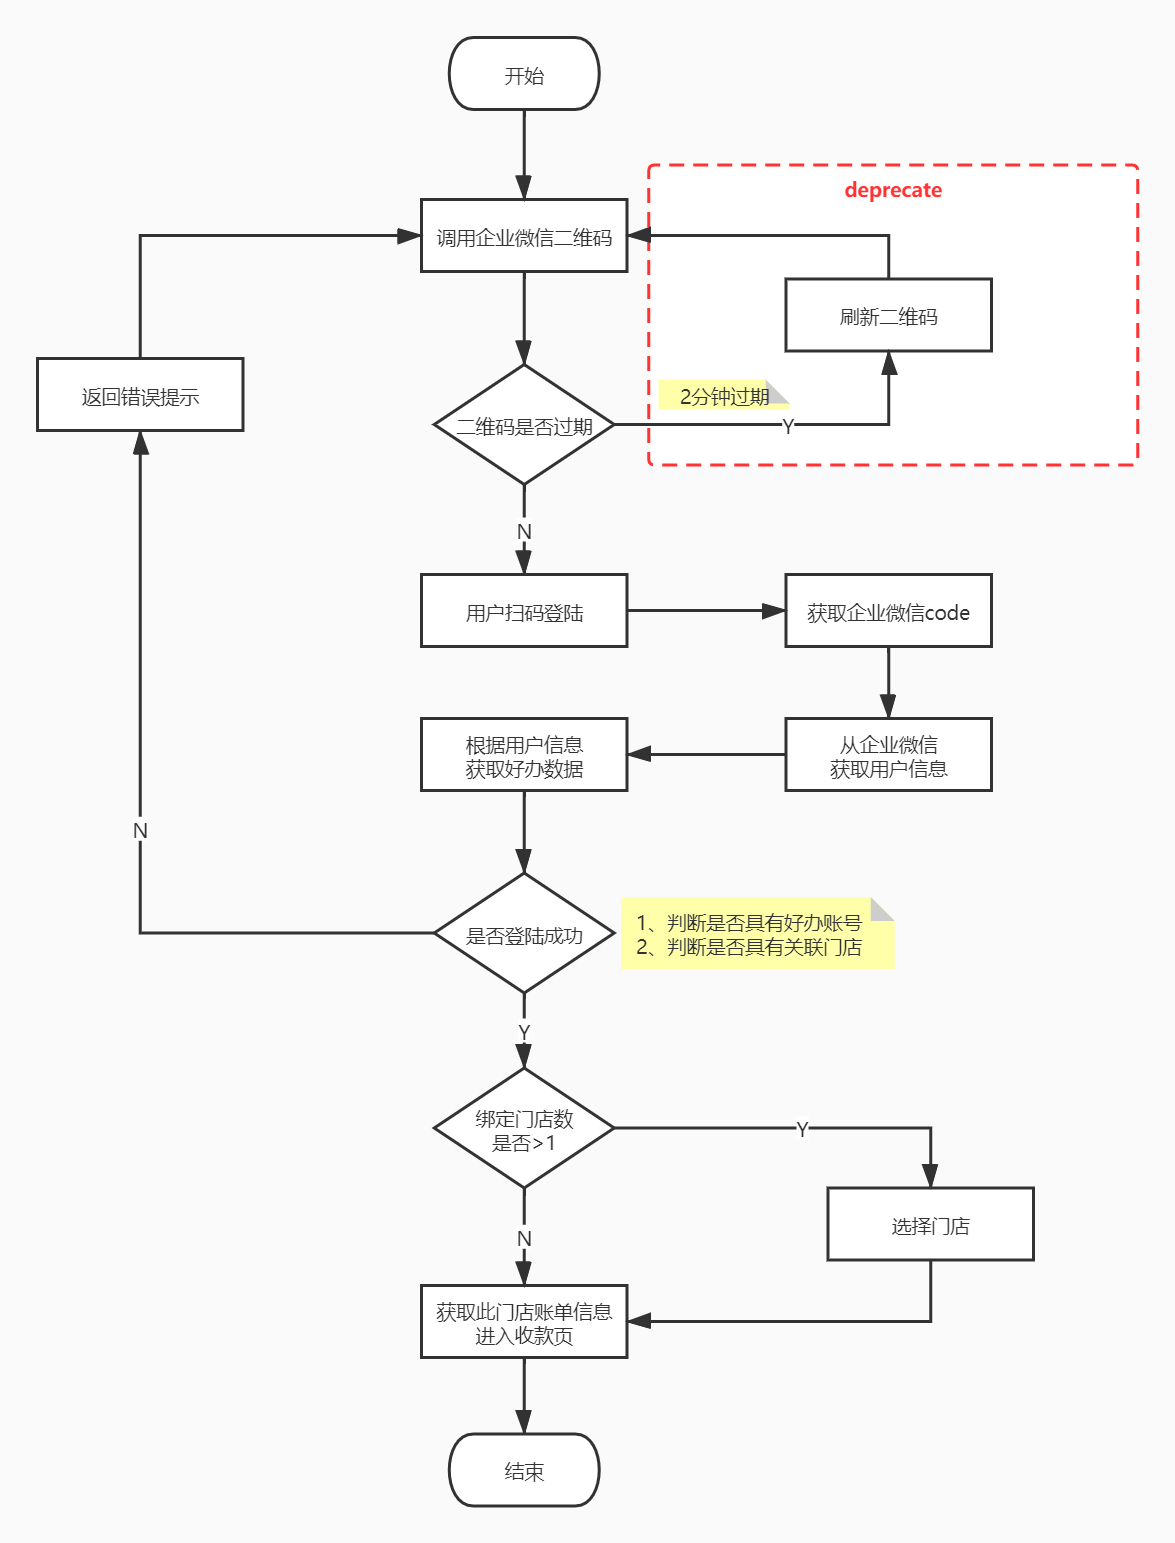 开始
deprecate
调用企业微信二维码
刷新二维码
返回错误提示
2分钟过期
二维码是否过期
Y
N
用户扫码登陆
获取企业微信code
根据用户信息
获取好办数据
从企业微信
获取用户信息
N
是否登陆成功
1、判断是否具有好办账号
2、判断是否具有关联门店
Y
绑定门店数
是否>1
Y
选择门店
N
获取此门店账单信息
进入收款页
结束